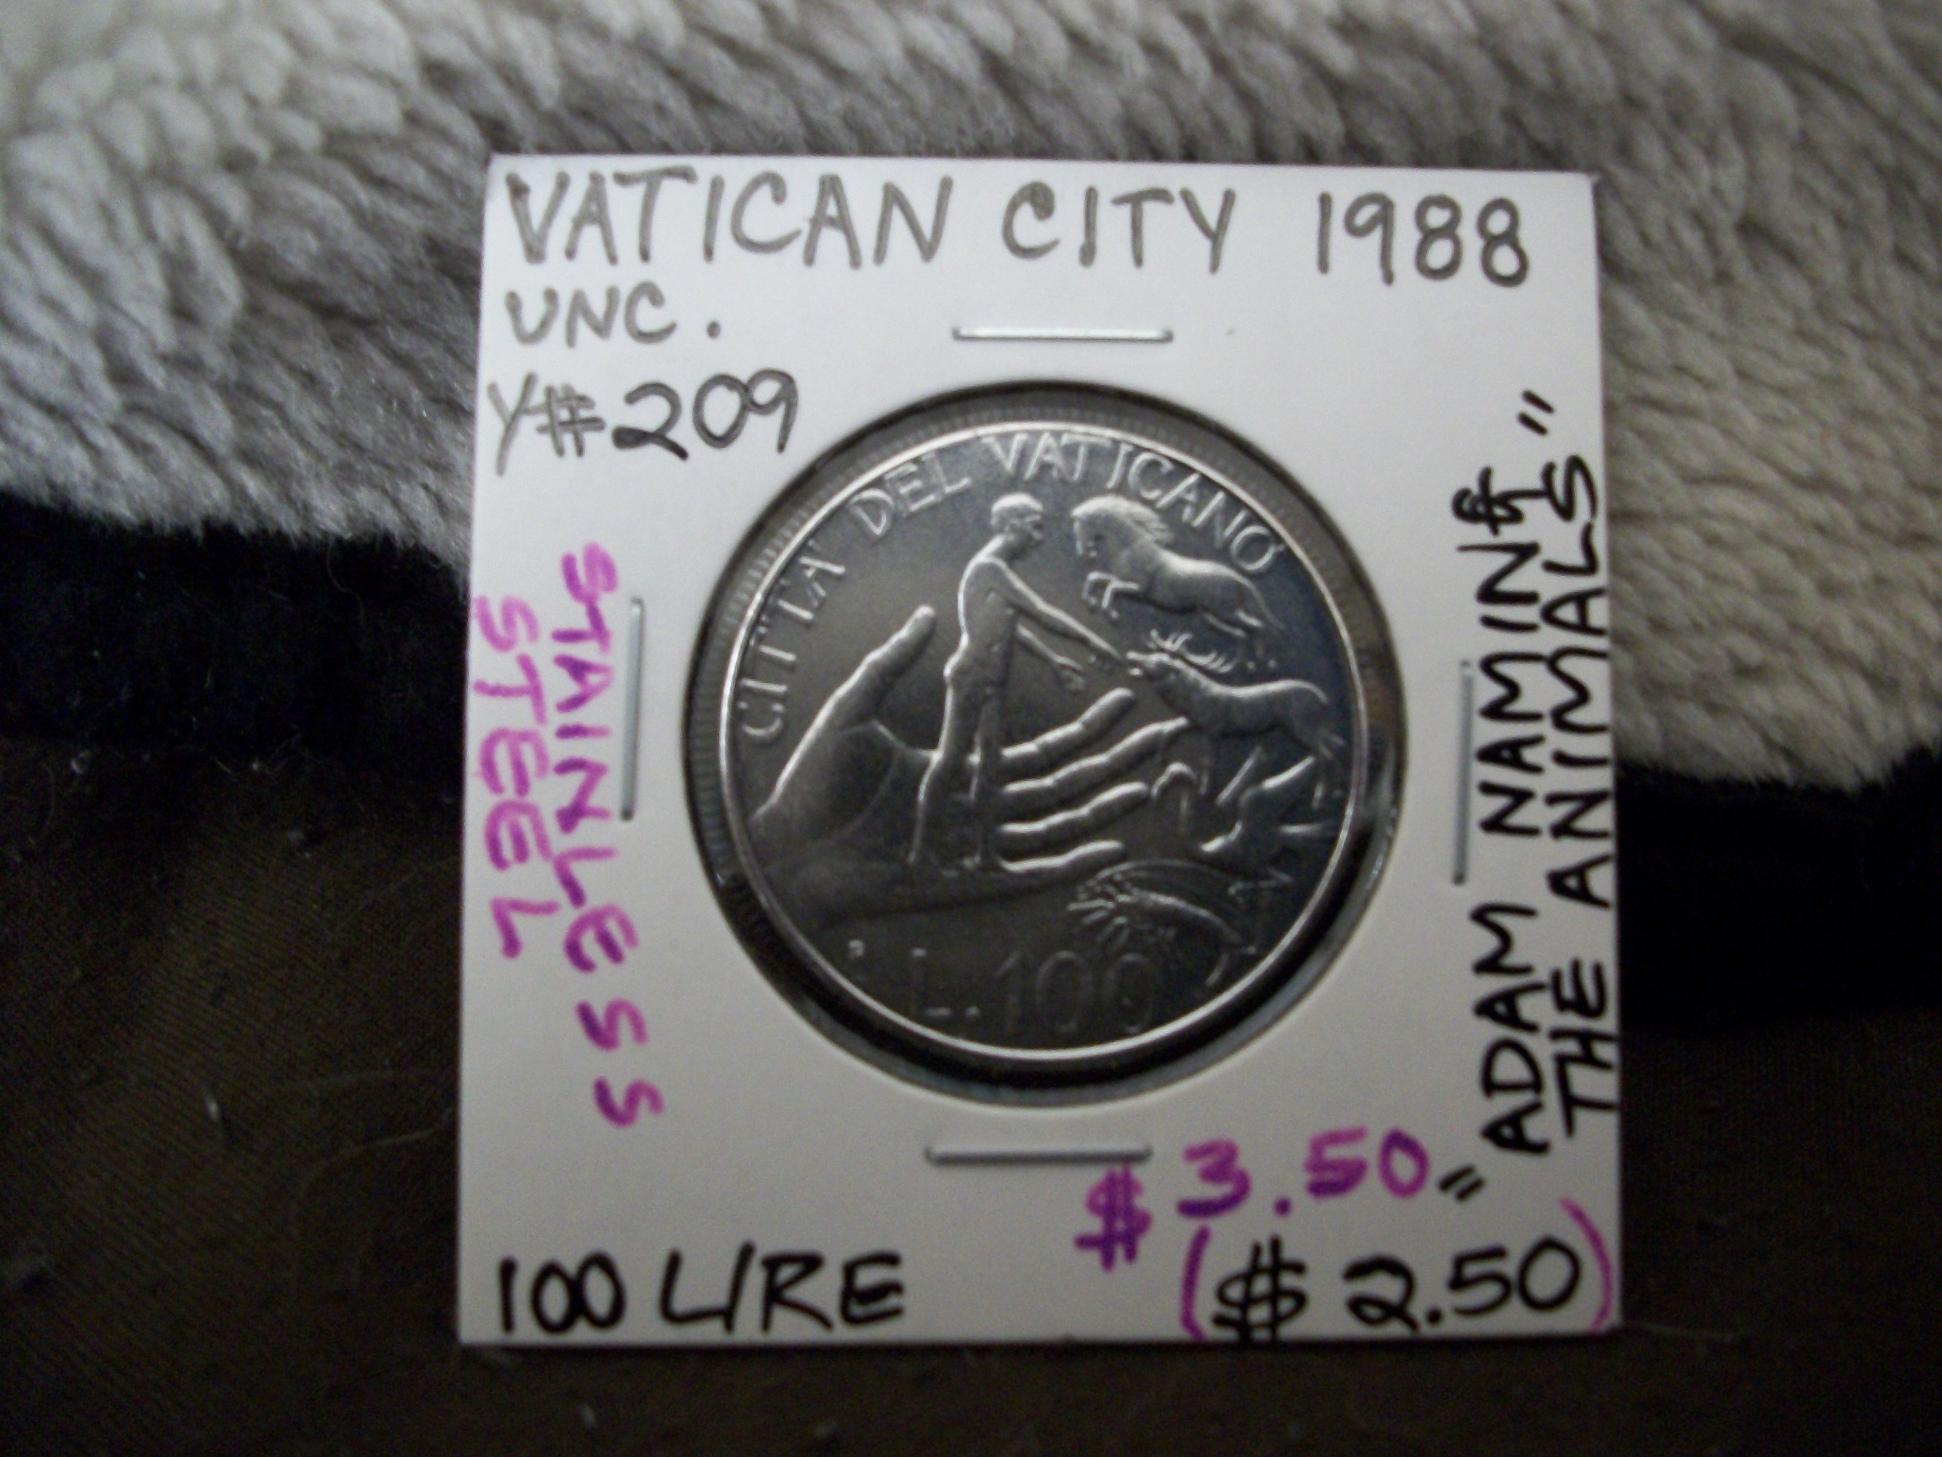 VATICAN CITY 1988
UNC.
Y#209
STAINLESS
STEEL
CITTA' DEL VATICANO
R
L.100
"ADAM NAMING
THE ANIMALS"
$3.50
($2.50)
100 LIRE